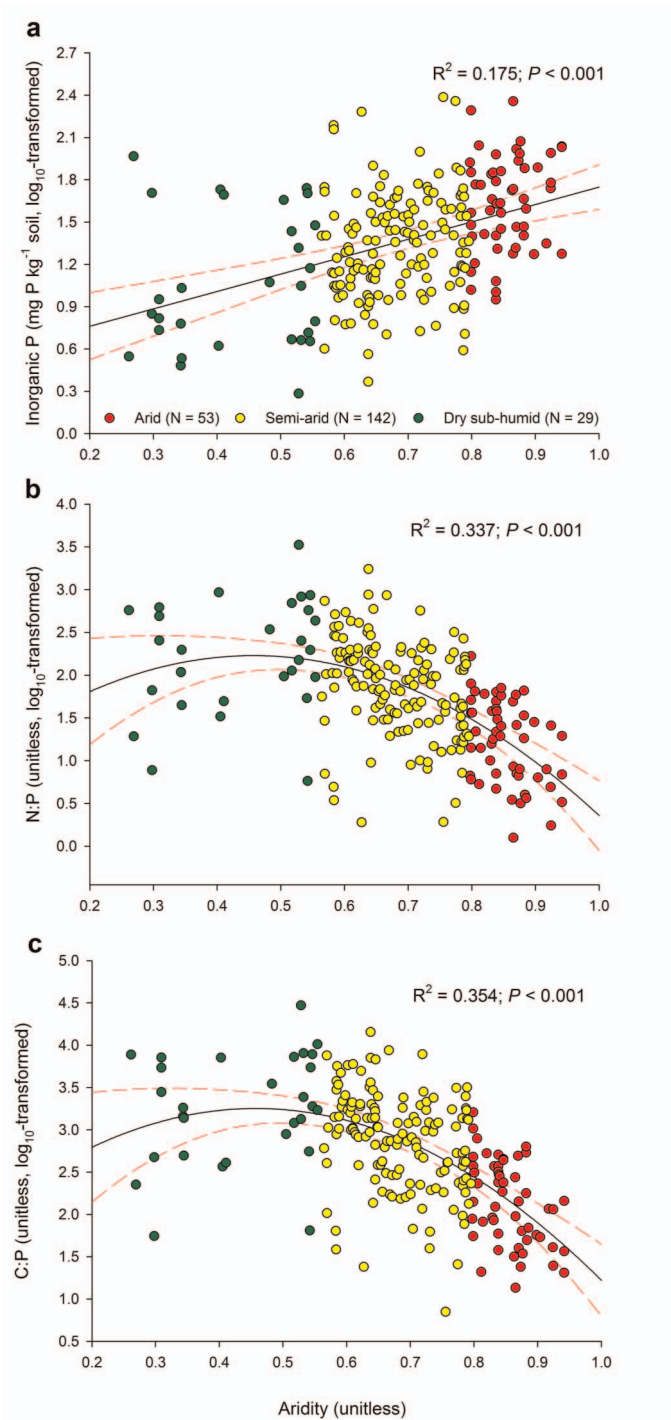 a
Inorganic P (mg P kg⁻¹ soil, log₁₀-transformed)
2.7
2.4
2.1
1.8
1.5
1.2
0.9
0.6
0.3
0.0
R² = 0.175; P < 0.001
Arid (N = 53) Semi-arid (N = 142) Dry sub-humid (N = 29)
0.2 0.3 0.4 0.5 0.6 0.7 0.8 0.9 1.0
b
N:P (unitless, log₁₀-transformed)
4.0
3.5
3.0
2.5
2.0
1.5
1.0
0.5
0.0
R² = 0.337; P < 0.001
0.2 0.3 0.4 0.5 0.6 0.7 0.8 0.9 1.0
c
C:P (unitless, log₁₀-transformed)
5.0
4.5
4.0
3.5
3.0
2.5
2.0
1.5
1.0
0.5
R² = 0.354; P < 0.001
0.2 0.3 0.4 0.5 0.6 0.7 0.8 0.9 1.0
Aridity (unitless)